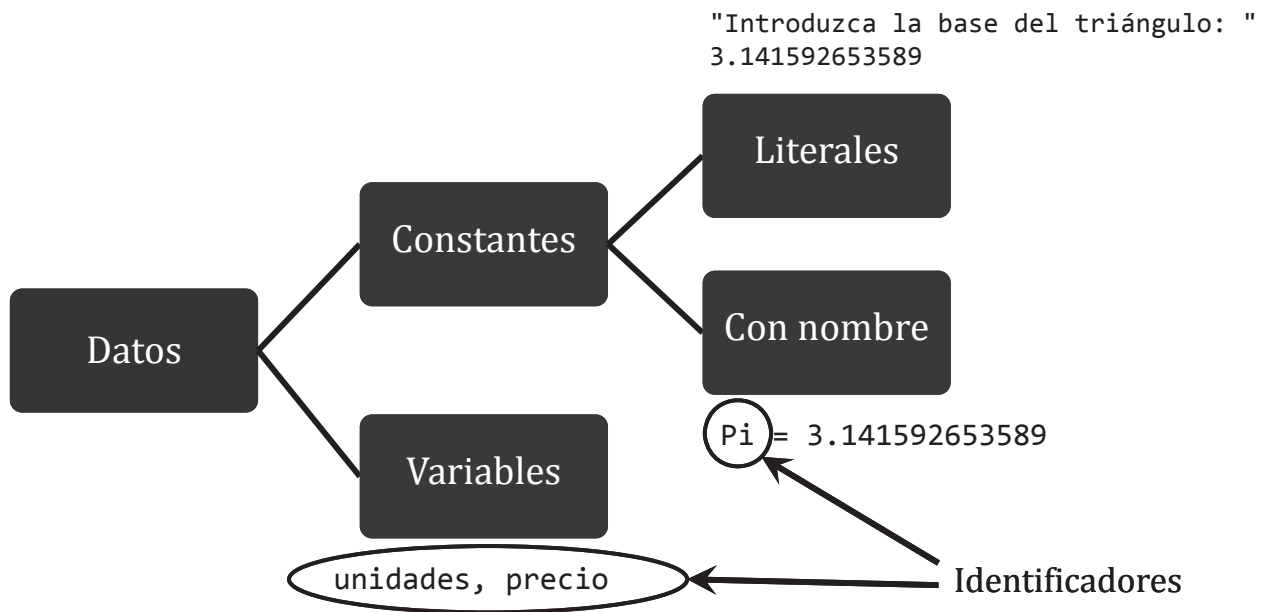 "Introduzca la base del triángulo: "
3.141592653589
Literales
Constantes
Con nombre
Datos
Pi = 3.141592653589
Variables
unidades, precio
Identificadores